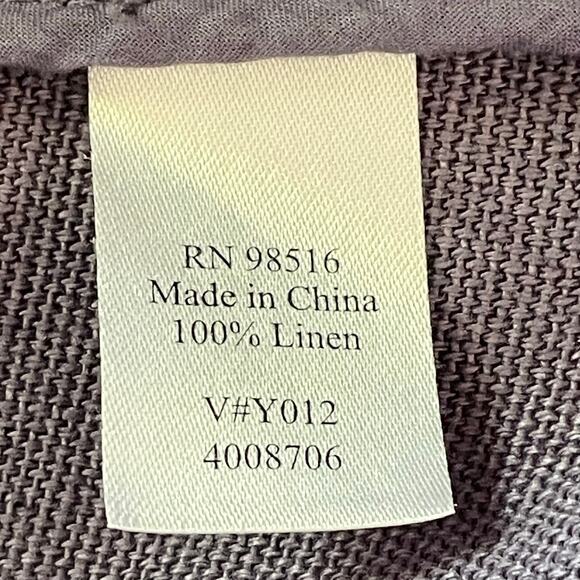 RN 98516
Made in China
100% Linen
V#Y012
4008706